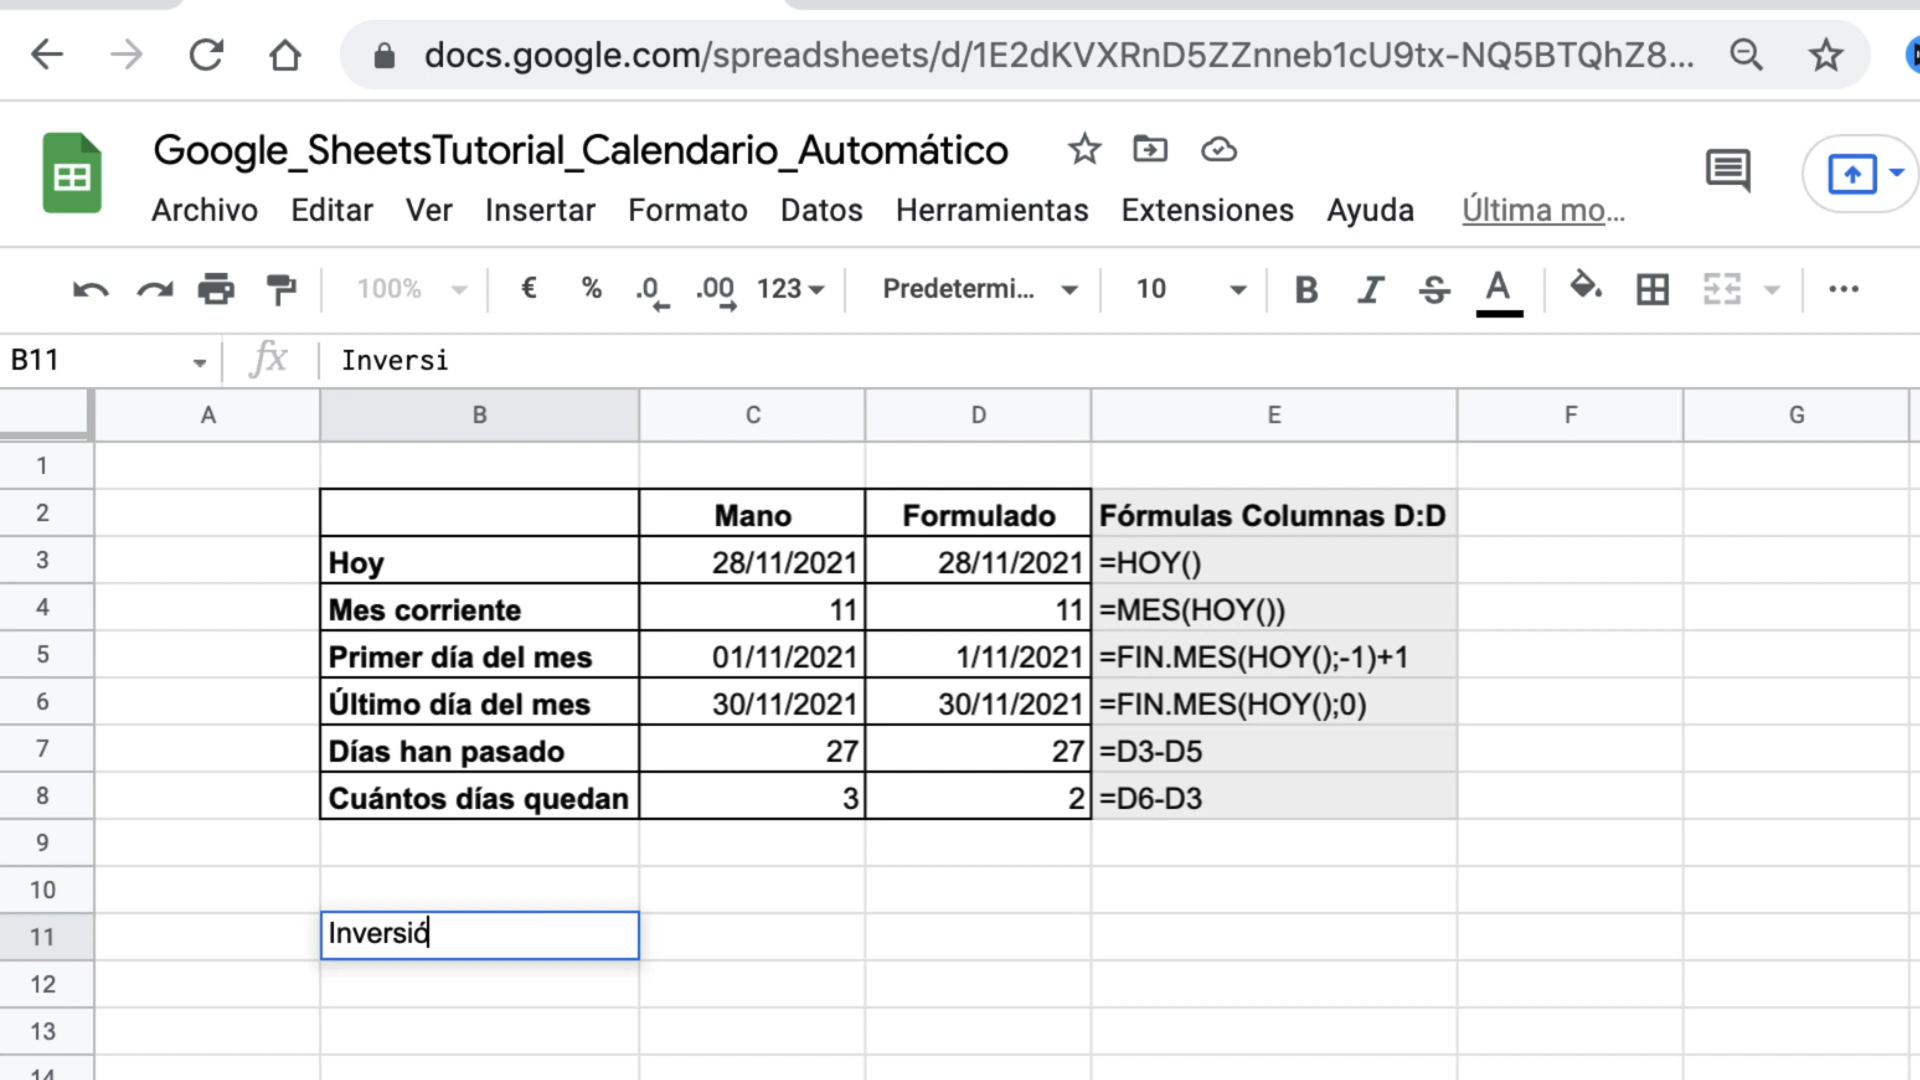 docs.google.com/spreadsheets/d/1E2dKVXRnD5ZZnneb1cU9tx-NQ5BTQhZ8...
Google_SheetsTutorial_Calendario_Automático
Archivo Editar Ver Insertar Formato Datos Herramientas Extensiones Ayuda Última mo...
100% € % .0 .00 123 Predetermi... 10 B I S A
B11 fx Inversi
A B C D E F G
1
2 Mano Formulado Fórmulas Columnas D:D
3 Hoy 28/11/2021 28/11/2021 =HOY()
4 Mes corriente 11 11 =MES(HOY())
5 Primer día del mes 01/11/2021 1/11/2021 =FIN.MES(HOY();-1)+1
6 Último día del mes 30/11/2021 30/11/2021 =FIN.MES(HOY();0)
7 Días han pasado 27 27 =D3-D5
8 Cuántos días quedan 3 2 =D6-D3
9
10
11 Inversió
12
13
14